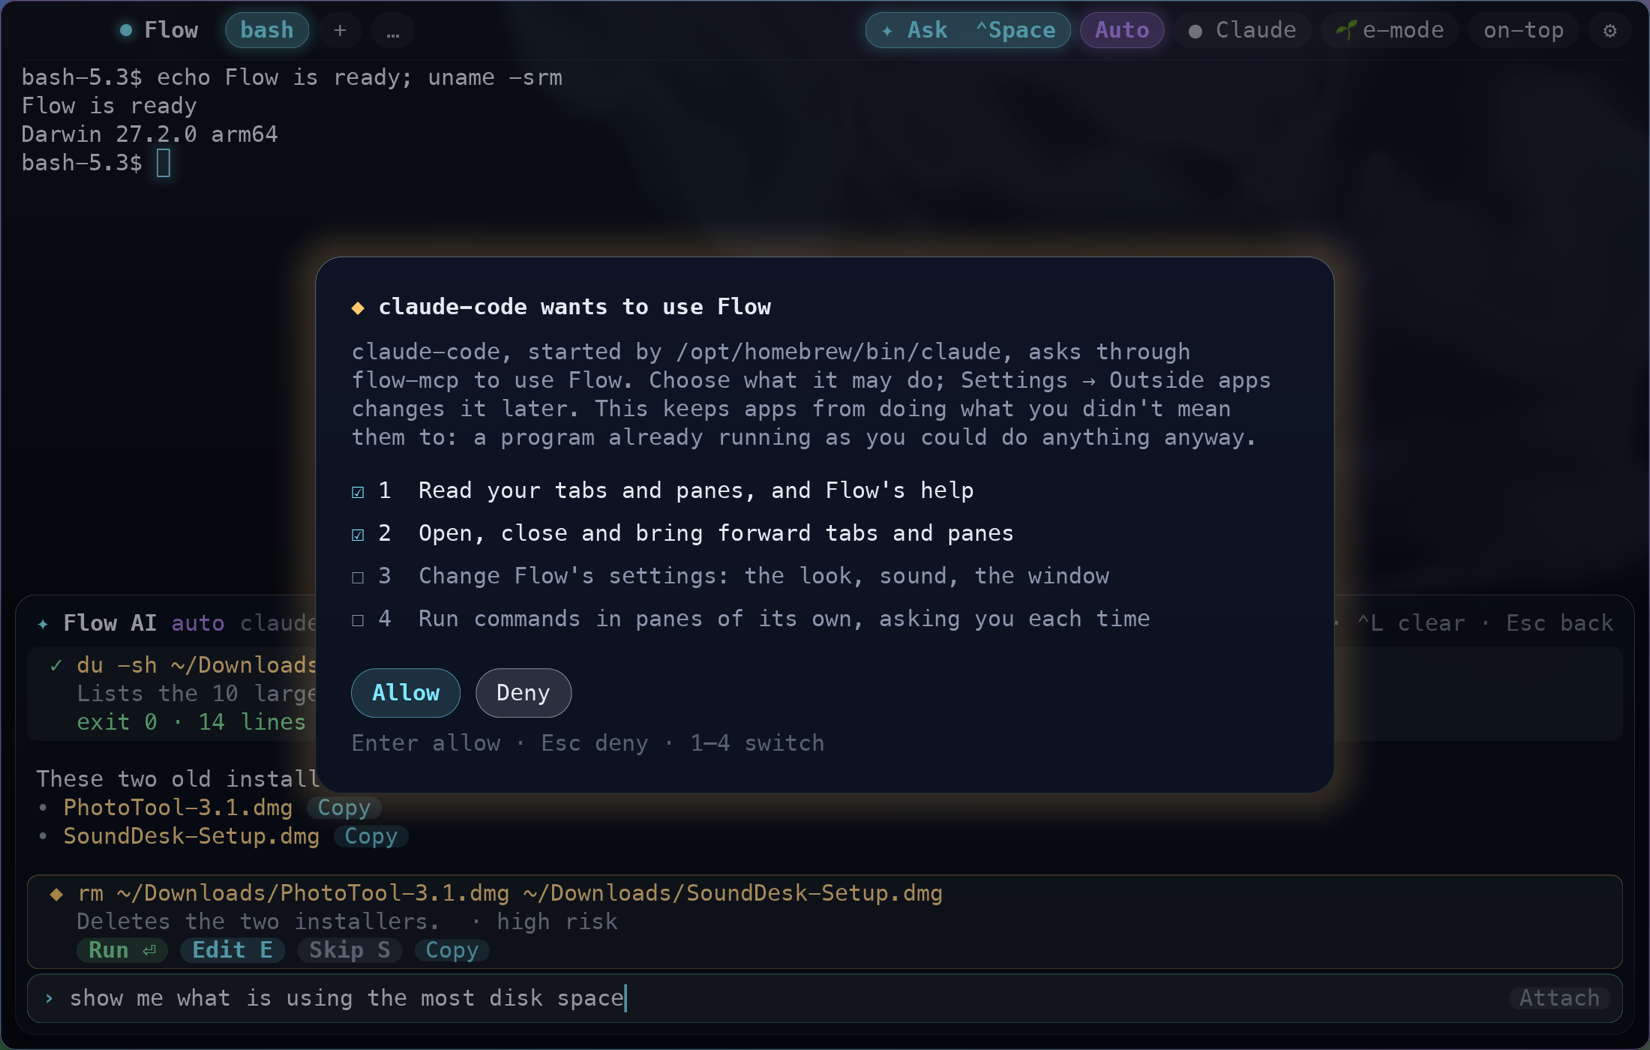 ● Flow bash + … ✦ Ask ⌃Space Auto ● Claude 🌱e-mode on-top ⚙
bash-5.3$ echo Flow is ready; uname -srm
Flow is ready
Darwin 27.2.0 arm64
bash-5.3$
◆ claude-code wants to use Flow
claude-code, started by /opt/homebrew/bin/claude, asks through
flow-mcp to use Flow. Choose what it may do; Settings → Outside apps
changes it later. This keeps apps from doing what you didn't mean
them to: a program already running as you could do anything anyway.
☑ 1 Read your tabs and panes, and Flow's help
☑ 2 Open, close and bring forward tabs and panes
☐ 3 Change Flow's settings: the look, sound, the window
☐ 4 Run commands in panes of its own, asking you each time
Allow Deny
Enter allow · Esc deny · 1–4 switch
✦ Flow AI auto claude · ⌃L clear · Esc back
✓ du -sh ~/Downloads
Lists the 10 large
exit 0 · 14 lines
These two old install
• PhotoTool-3.1.dmg Copy
• SoundDesk-Setup.dmg Copy
◆ rm ~/Downloads/PhotoTool-3.1.dmg ~/Downloads/SoundDesk-Setup.dmg
Deletes the two installers. · high risk
Run ⏎ Edit E Skip S Copy
› show me what is using the most disk space Attach